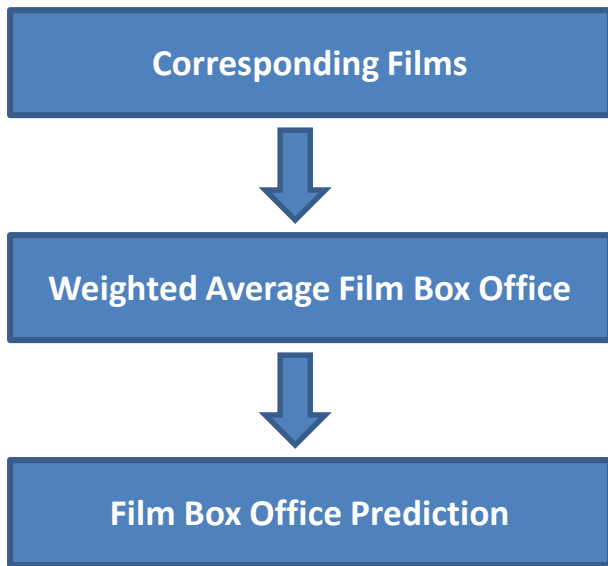 Corresponding Films
Weighted Average Film Box Office
Film Box Office Prediction